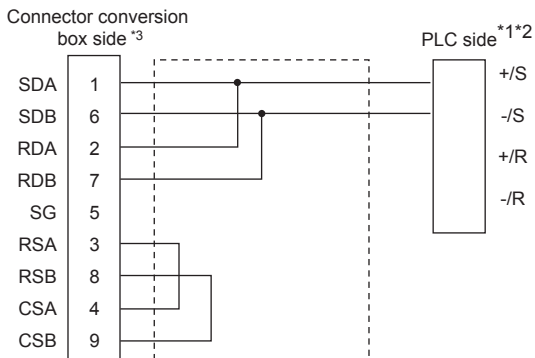 Connector conversion
box side *3
PLC side*1*2
SDA 1
SDB 6
RDA 2
RDB 7
SG 5
RSA 3
RSB 8
CSA 4
CSB 9
+/S
-/S
+/R
-/R